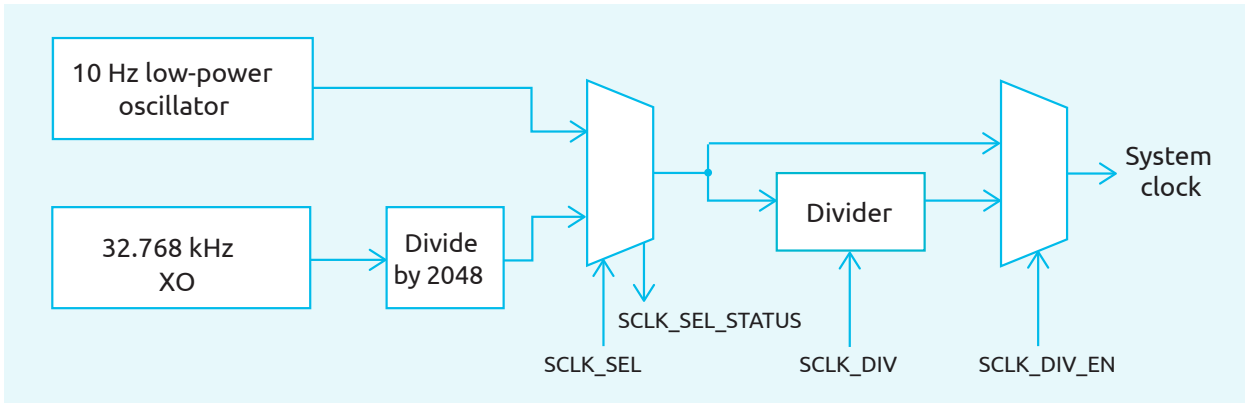 10 Hz low-power
oscillator
32.768 kHz
XO
Divide
by 2048
SCLK_SEL_STATUS
SCLK_SEL
Divider
SCLK_DIV
SCLK_DIV_EN
System
clock